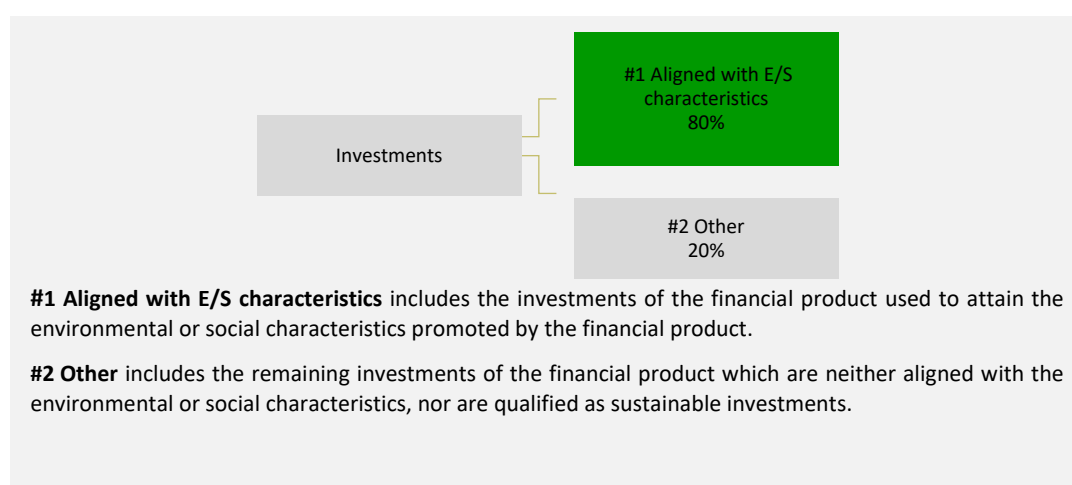 #1 Aligned with E/S
characteristics
80%
Investments
#2 Other
20%
#1 Aligned with E/S characteristics includes the investments of the financial product used to attain the
environmental or social characteristics promoted by the financial product.
#2 Other includes the remaining investments of the financial product which are neither aligned with the
environmental or social characteristics, nor are qualified as sustainable investments.